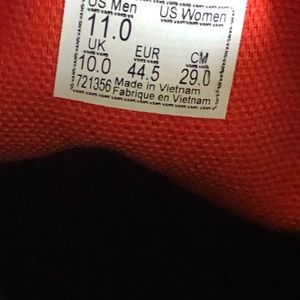 US Men US Women
11.0
UK EUR CM
10.0 44.5 29.0
721356 Made in Vietnam
Fabriqué en Vietnam